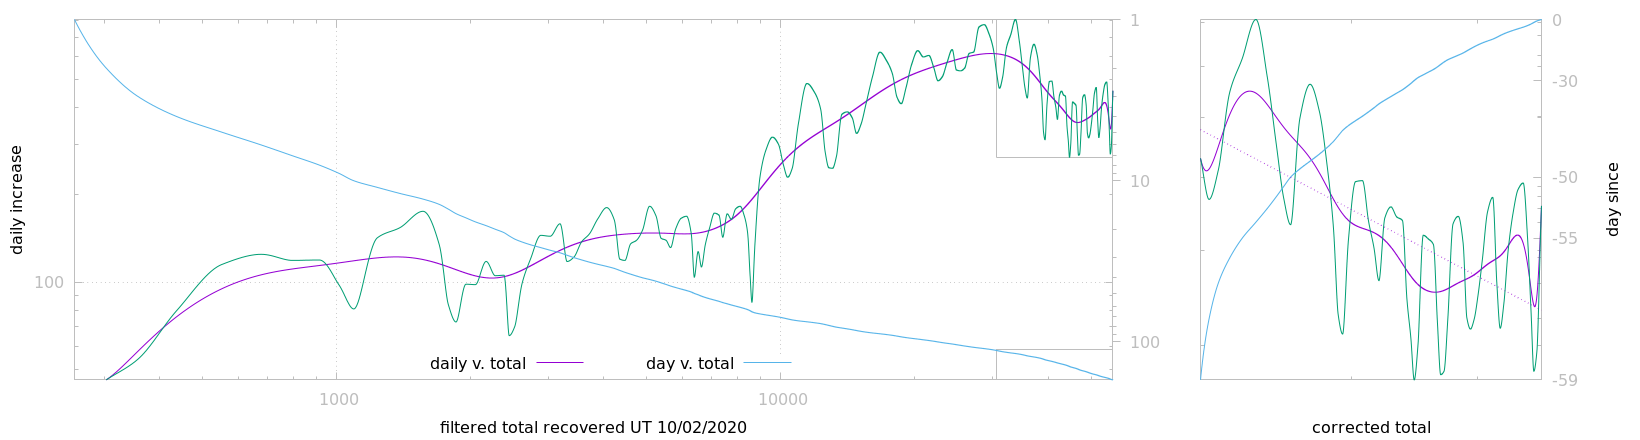 daily increase
100
1000
10000
1
10
100
daily v. total
day v. total
filtered total recovered UT 10/02/2020
0
-30
-50
-55
-59
day since
corrected total